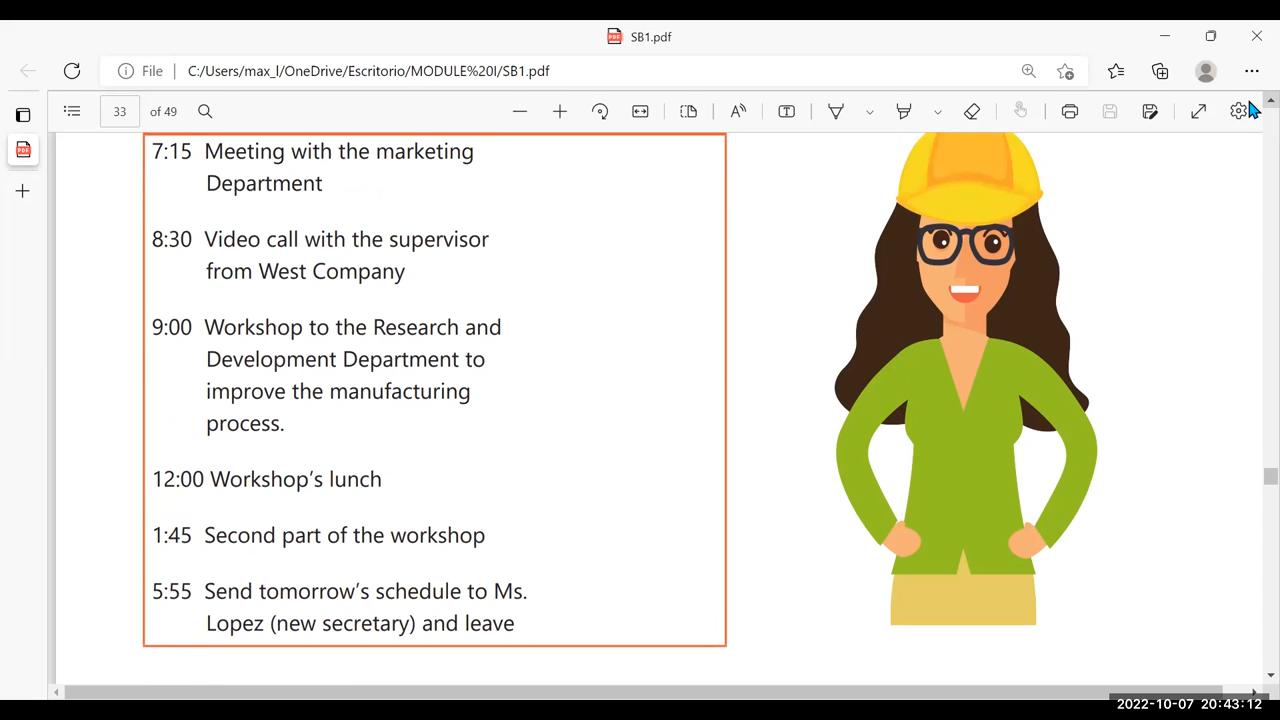 SB1.pdf
File
C:/Users/max_l/OneDrive/Escritorio/MODULE%20I/SB1.pdf
33 of 49
7:15 Meeting with the marketing
Department
8:30 Video call with the supervisor
from West Company
9:00 Workshop to the Research and
Development Department to
improve the manufacturing
process.
12:00 Workshop's lunch
1:45 Second part of the workshop
5:55 Send tomorrow's schedule to Ms.
Lopez (new secretary) and leave
2022-10-07 20:43:12